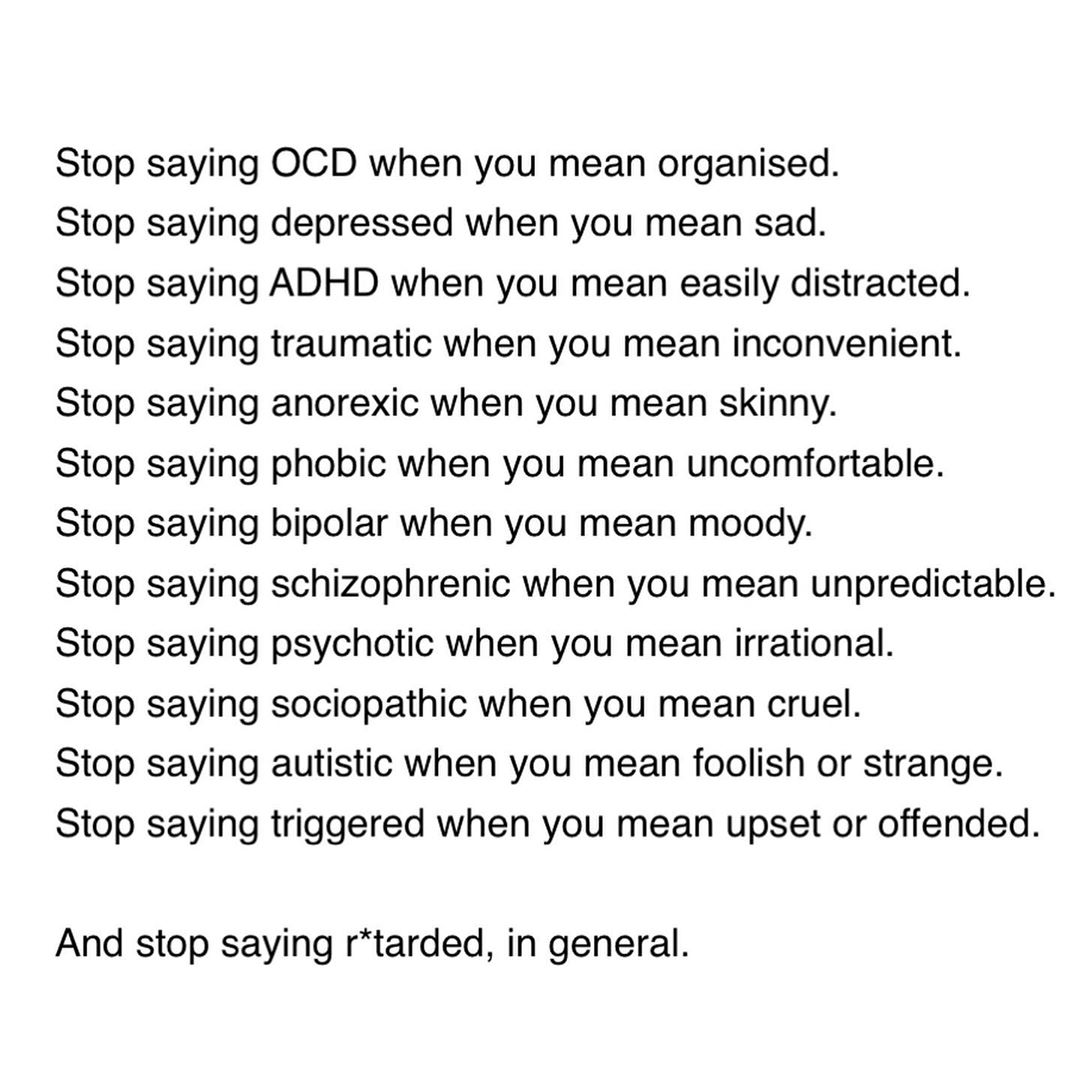 Stop saying OCD when you mean organised.
Stop saying depressed when you mean sad.
Stop saying ADHD when you mean easily distracted.
Stop saying traumatic when you mean inconvenient.
Stop saying anorexic when you mean skinny.
Stop saying phobic when you mean uncomfortable.
Stop saying bipolar when you mean moody.
Stop saying schizophrenic when you mean unpredictable.
Stop saying psychotic when you mean irrational.
Stop saying sociopathic when you mean cruel.
Stop saying autistic when you mean foolish or strange.
Stop saying triggered when you mean upset or offended.
And stop saying r*tarded, in general.